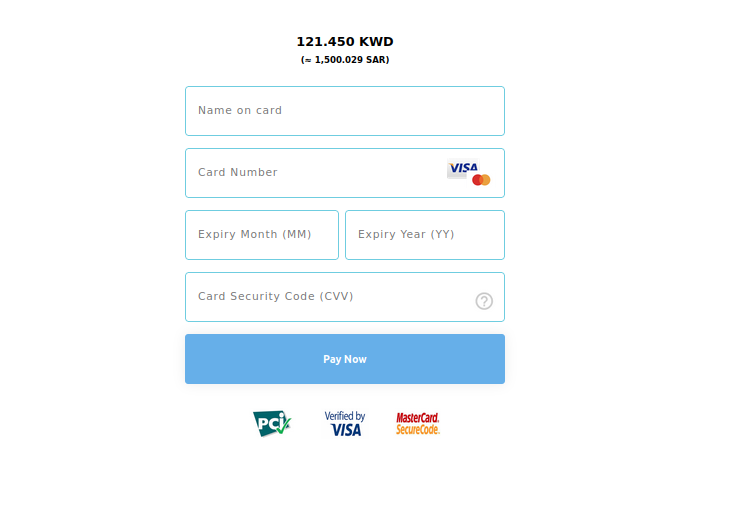 121.450 KWD
(≈ 1,500.029 SAR)
Name on card
Card Number
VISA
Expiry Month (MM)
Expiry Year (YY)
Card Security Code (CVV)
?
Pay Now
PCi
Verified by
VISA
MasterCard.
SecureCode.